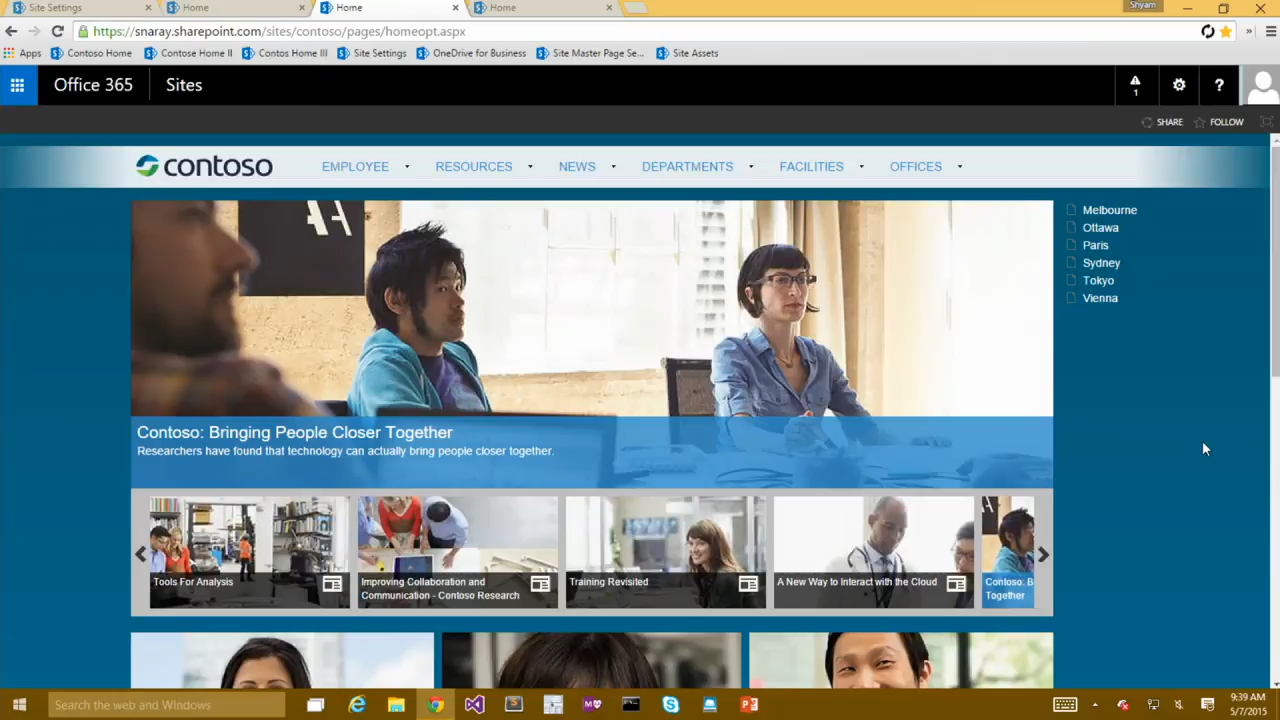 Site Settings
Home
Home
Home
Shyam
https://snaray.sharepoint.com/sites/contoso/pages/homeopt.aspx
Apps Contoso Home Contose Home II Contos Home III Site Settings OneDrive for Business Site Master Page Se... Site Assets
Office 365 Sites
1
?
SHARE FOLLOW
contoso EMPLOYEE RESOURCES NEWS DEPARTMENTS FACILITIES OFFICES
Melbourne
Ottawa
Paris
Sydney
Tokyo
Vienna
Contoso: Bringing People Closer Together
Researchers have found that technology can actually bring people closer together.
Tools For Analysis
Improving Collaboration and
Communication - Contoso Research
Training Revisited
A New Way to Interact with the Cloud
Contoso: B
Together
Search the web and Windows
9:39 AM
5/7/2015